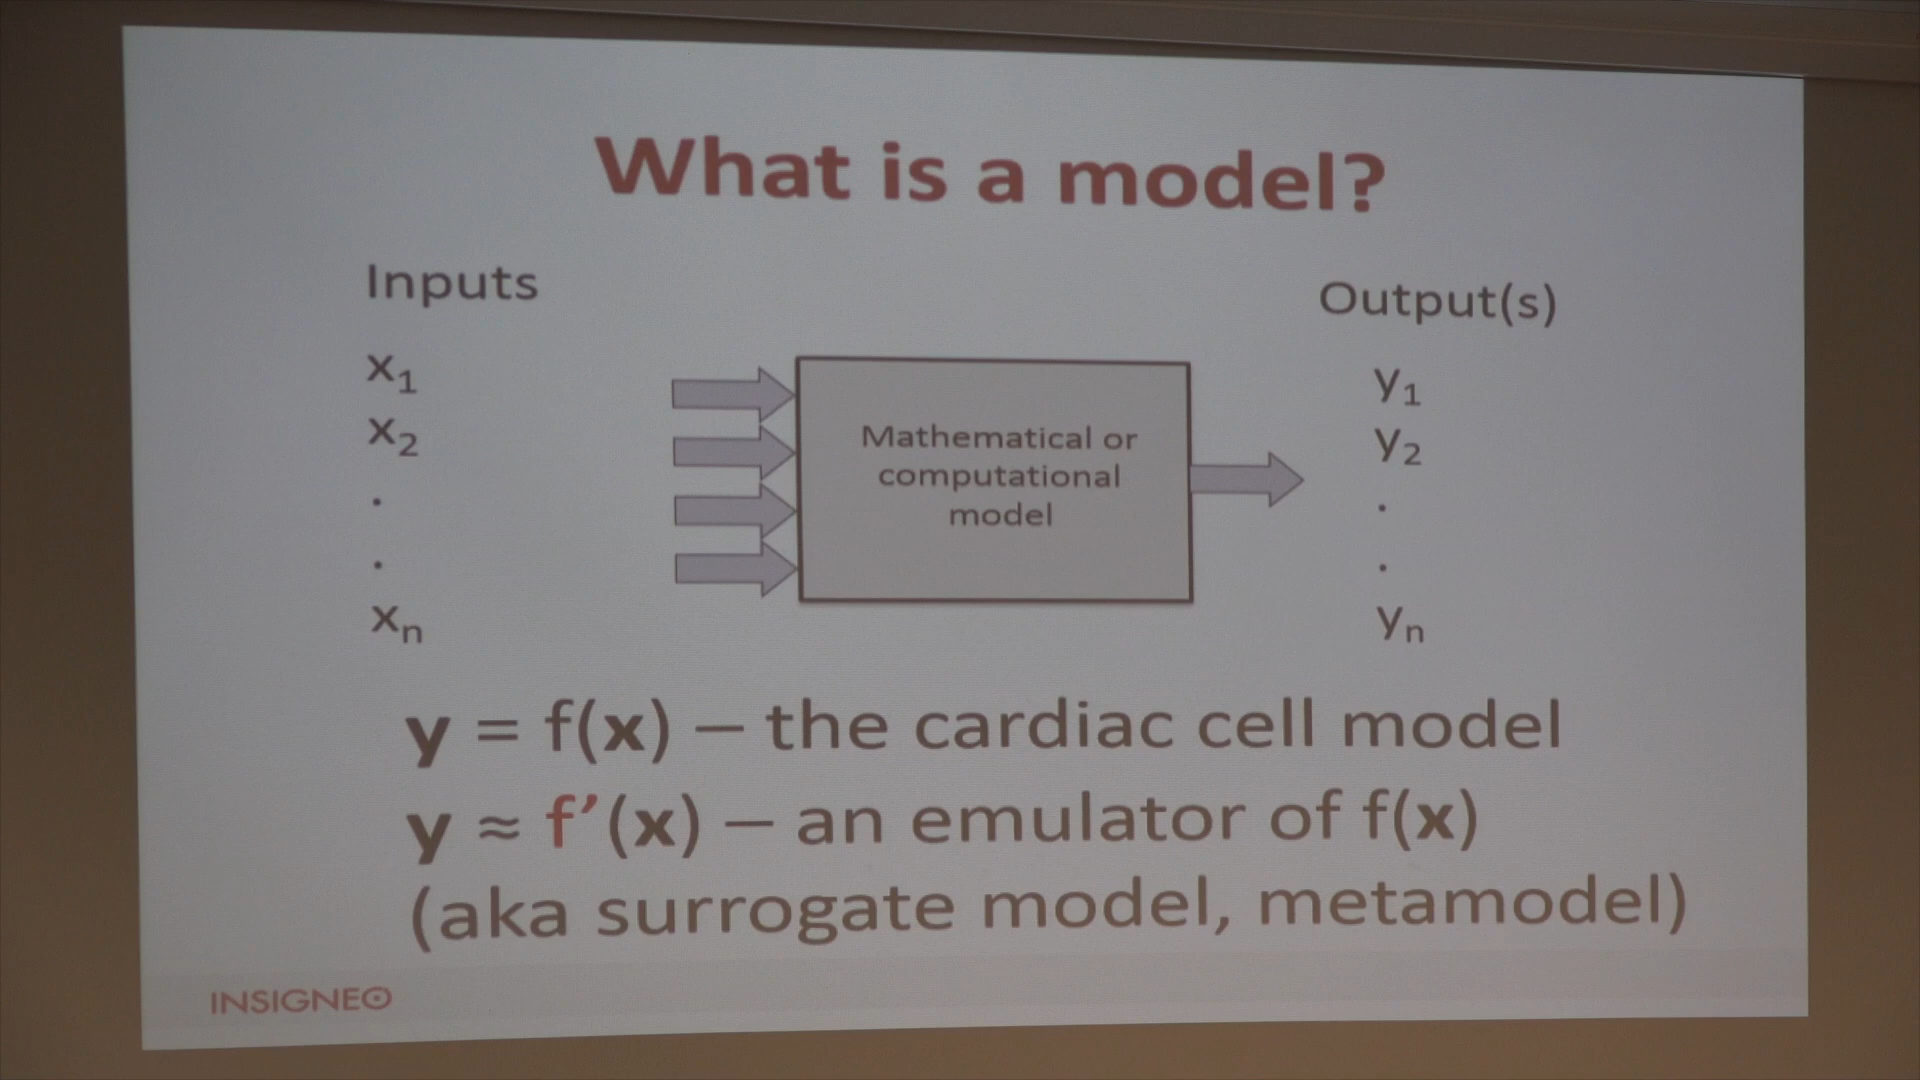 What is a model?
Inputs
Output(s)
x1
x2
.
.
xn
Mathematical or
computational
model
y1
y2
.
.
yn
y = f(x) – the cardiac cell model
y ≈ f’(x) – an emulator of f(x)
(aka surrogate model, metamodel)
INSIGNEO